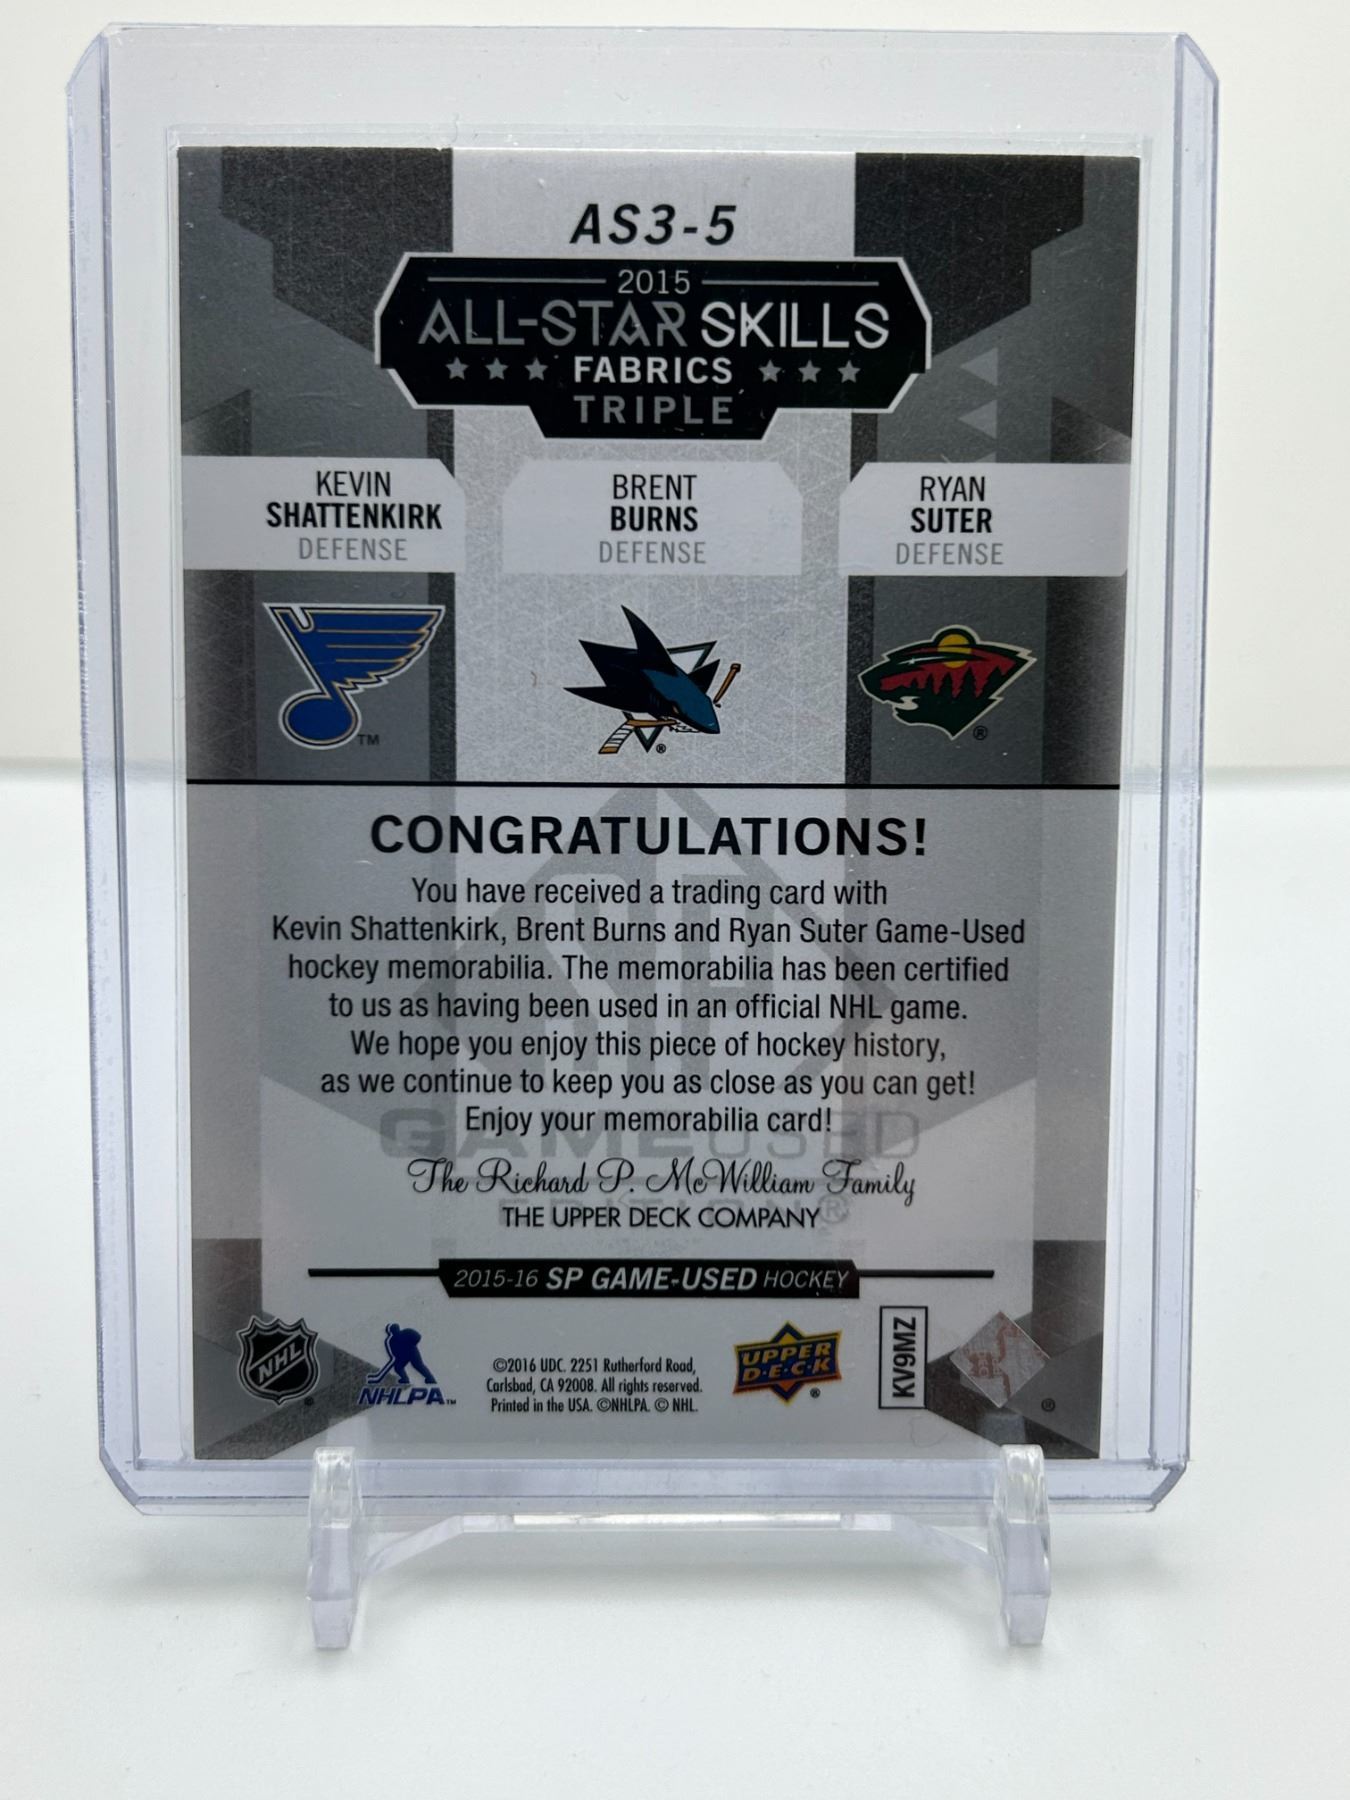 AS3-5
2015
ALL-STAR SKILLS
FABRICS
TRIPLE
KEVIN
SHATTENKIRK
DEFENSE
BRENT
BURNS
DEFENSE
RYAN
SUTER
DEFENSE
TM
®
®
CONGRATULATIONS!
You have received a trading card with
Kevin Shattenkirk, Brent Burns and Ryan Suter Game-Used
hockey memorabilia. The memorabilia has been certified
to us as having been used in an official NHL game.
We hope you enjoy this piece of hockey history,
as we continue to keep you as close as you can get!
Enjoy your memorabilia card!
GAME USED
EDITION®
The Richard P. McWilliam Family
THE UPPER DECK COMPANY
2015-16 SP GAME-USED HOCKEY
NHL
NHLPA™
©2016 UDC. 2251 Rutherford Road,
Carlsbad, CA 92008. All rights reserved.
Printed in the USA. ©NHLPA. © NHL.
UPPER
D·E·C·K
®
KV9MZ
®